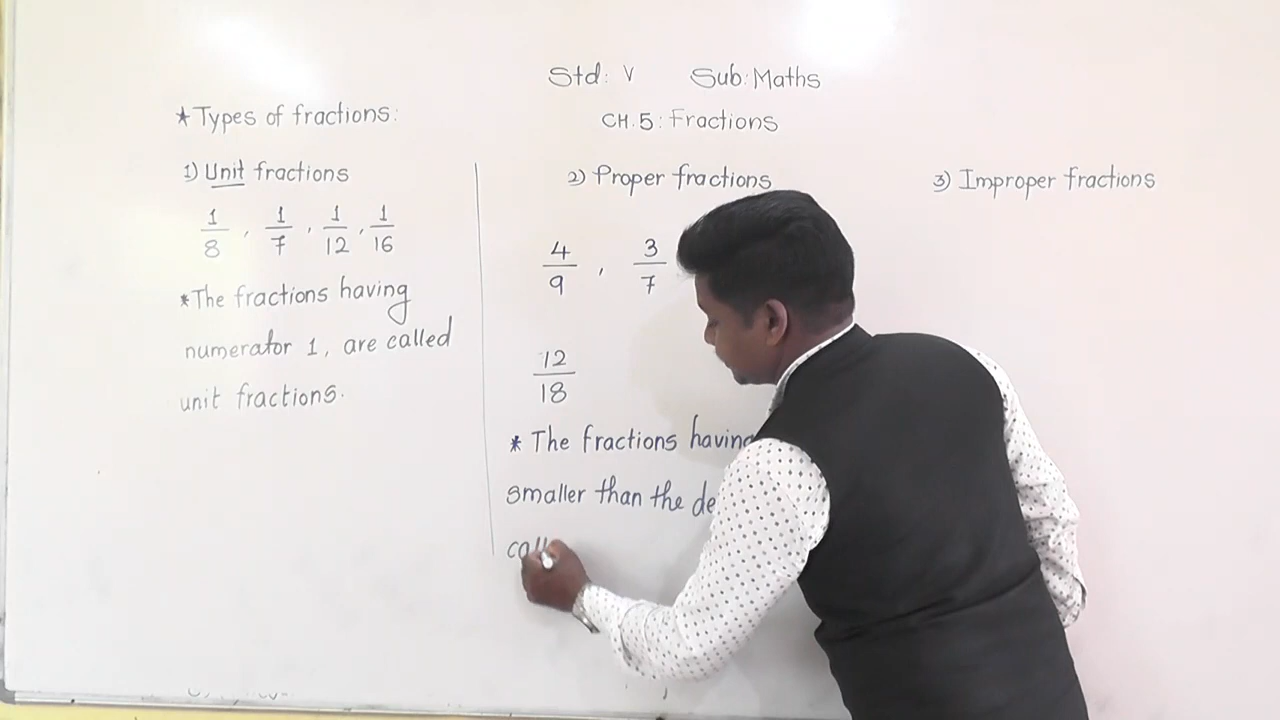 Std: V Sub: Maths
CH.5: Fractions
* Types of fractions:
1) Unit fractions
1/8, 1/7, 1/12, 1/16
* The fractions having
numerator 1, are called
unit fractions.
2) Proper fractions
4/9, 3/7
12/18
* The fractions having
smaller than the
3) Improper fractions